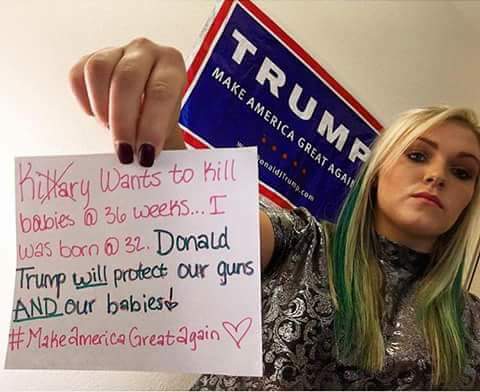 TRUMP
MAKE AMERICA GREAT AGAIN
onaldJTrump.com
Killary Wants to kill
babies @ 36 weeks... I
was born @ 32. Donald
Trump will protect our guns
AND our babies!
#MakeAmericaGreatAgain